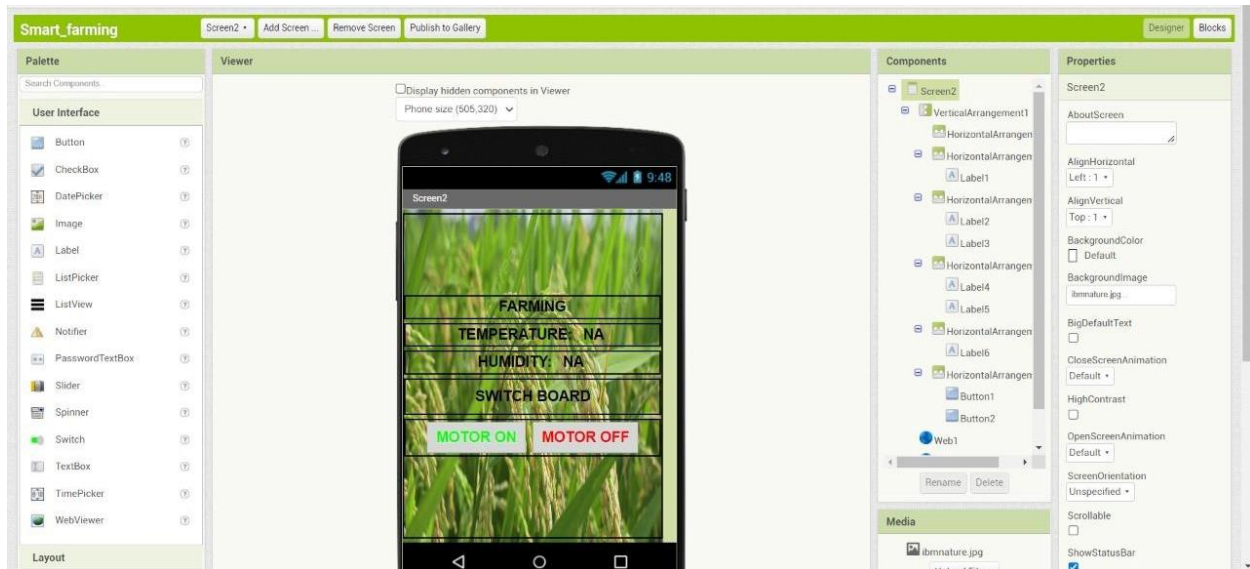 Smart_farming
Screen2
Add Screen ...
Remove Screen
Publish to Gallery
Designer
Blocks
Palette
Search Components...
User Interface
Button
CheckBox
DatePicker
Image
Label
ListPicker
ListView
Notifier
PasswordTextBox
Slider
Spinner
Switch
TextBox
TimePicker
WebViewer
Layout
Viewer
Display hidden components in Viewer
Phone size (505,320)
9:48
Screen2
FARMING
TEMPERATURE: NA
HUMIDITY: NA
SWITCH BOARD
MOTOR ON MOTOR OFF
Components
Screen2
VerticalArrangement1
HorizontalArrangen
HorizontalArrangen
Label1
HorizontalArrangen
Label2
Label3
HorizontalArrangen
Label4
Label5
HorizontalArrangen
Label6
HorizontalArrangen
Button1
Button2
Web1
Rename
Delete
Media
ibmnature.jpg
Properties
Screen2
AboutScreen
AlignHorizontal
Left : 1
AlignVertical
Top : 1
BackgroundColor
Default
BackgroundImage
ibmnature.jpg...
BigDefaultText
CloseScreenAnimation
Default
HighContrast
OpenScreenAnimation
Default
ScreenOrientation
Unspecified
Scrollable
ShowStatusBar